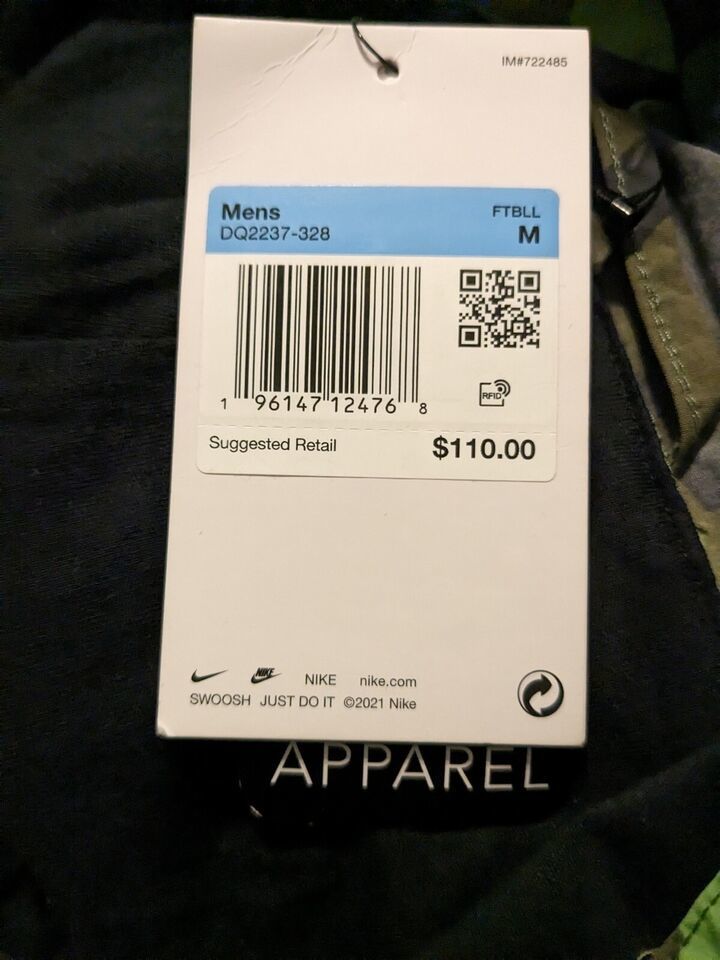 IM#722485
Mens FTBLL
DQ2237-328 M
RFID
1 96147 12476 8
Suggested Retail $110.00
NIKE NIKE nike.com
SWOOSH JUST DO IT ©2021 Nike
APPAREL